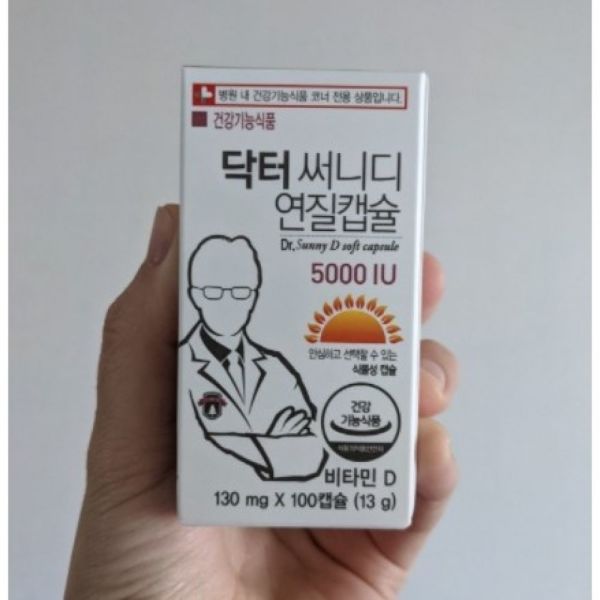 병원 내 건강기능식품 코너 전용 상품입니다.
건강기능식품
닥터 써니디
연질캡슐
Dr. Sunny D soft capsule
5000 IU
안심하고 선택할 수 있는
식물성 캡슐
건강
기능식품
비타민 D
130 mg X 100캡슐 (13 g)